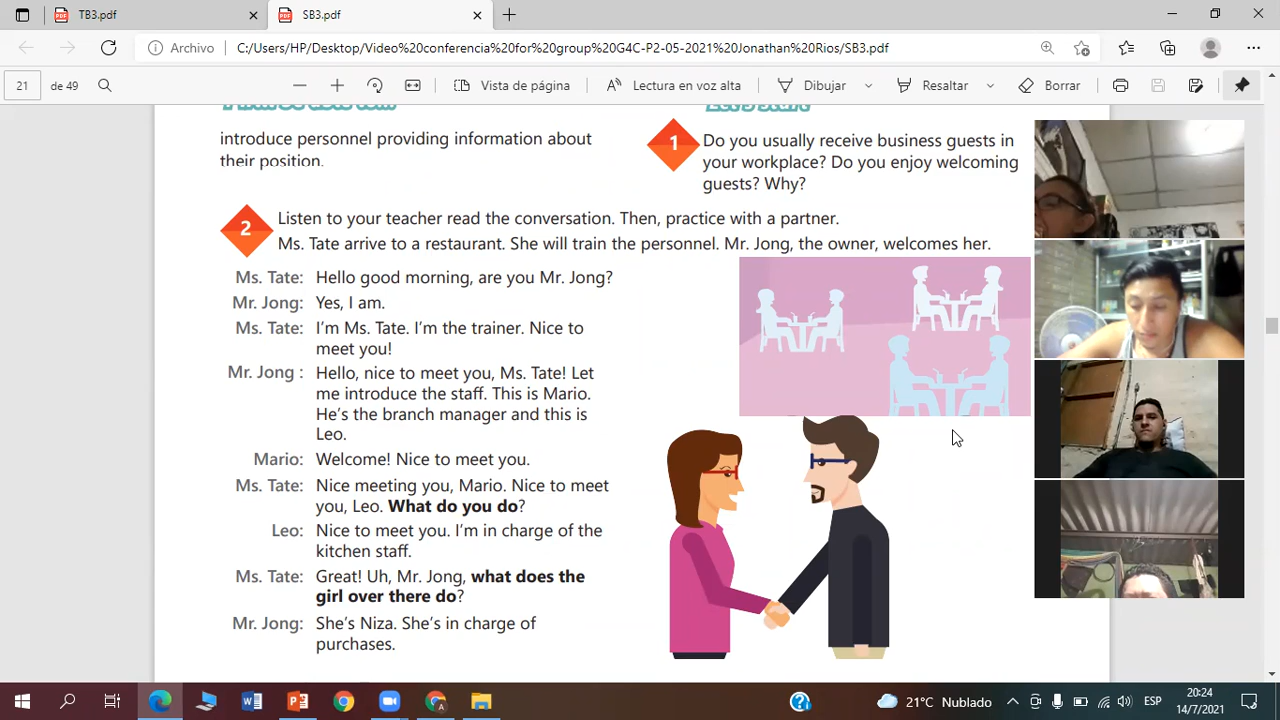 TB3.pdf
SB3.pdf
Archivo
C:/Users/HP/Desktop/Video%20conferencia%20for%20group%20G4C-P2-05-2021%20Jonathan%20Rios/SB3.pdf
21 de 49
Vista de página
Lectura en voz alta
Dibujar
Resaltar
Borrar
introduce personnel providing information about
their position.
1
Do you usually receive business guests in
your workplace? Do you enjoy welcoming
guests? Why?
2
Listen to your teacher read the conversation. Then, practice with a partner.
Ms. Tate arrive to a restaurant. She will train the personnel. Mr. Jong, the owner, welcomes her.
Ms. Tate: Hello good morning, are you Mr. Jong?
Mr. Jong: Yes, I am.
Ms. Tate: I'm Ms. Tate. I'm the trainer. Nice to
meet you!
Mr. Jong : Hello, nice to meet you, Ms. Tate! Let
me introduce the staff. This is Mario.
He's the branch manager and this is
Leo.
Mario: Welcome! Nice to meet you.
Ms. Tate: Nice meeting you, Mario. Nice to meet
you, Leo. What do you do?
Leo: Nice to meet you. I'm in charge of the
kitchen staff.
Ms. Tate: Great! Uh, Mr. Jong, what does the
girl over there do?
Mr. Jong: She's Niza. She's in charge of
purchases.
21°C Nublado
ESP
20:24
14/7/2021